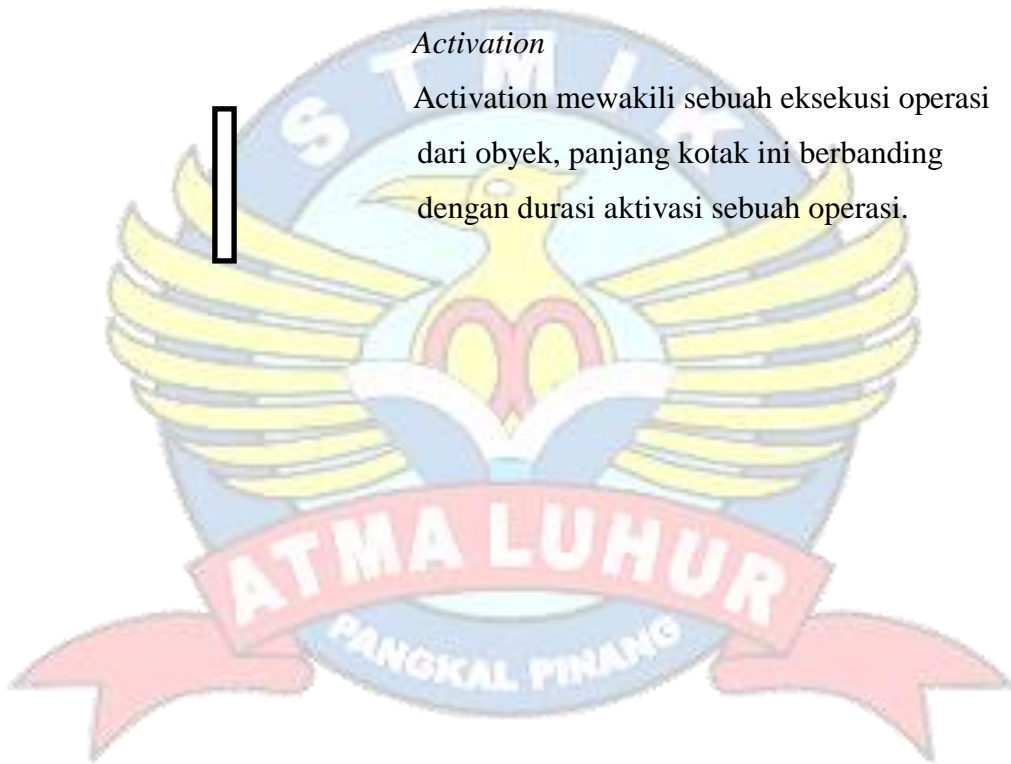 Activation
Activation mewakili sebuah eksekusi operasi
dari obyek, panjang kotak ini berbanding
dengan durasi aktivasi sebuah operasi.
STMIK
ATMA LUHUR
PANGKAL PINANG